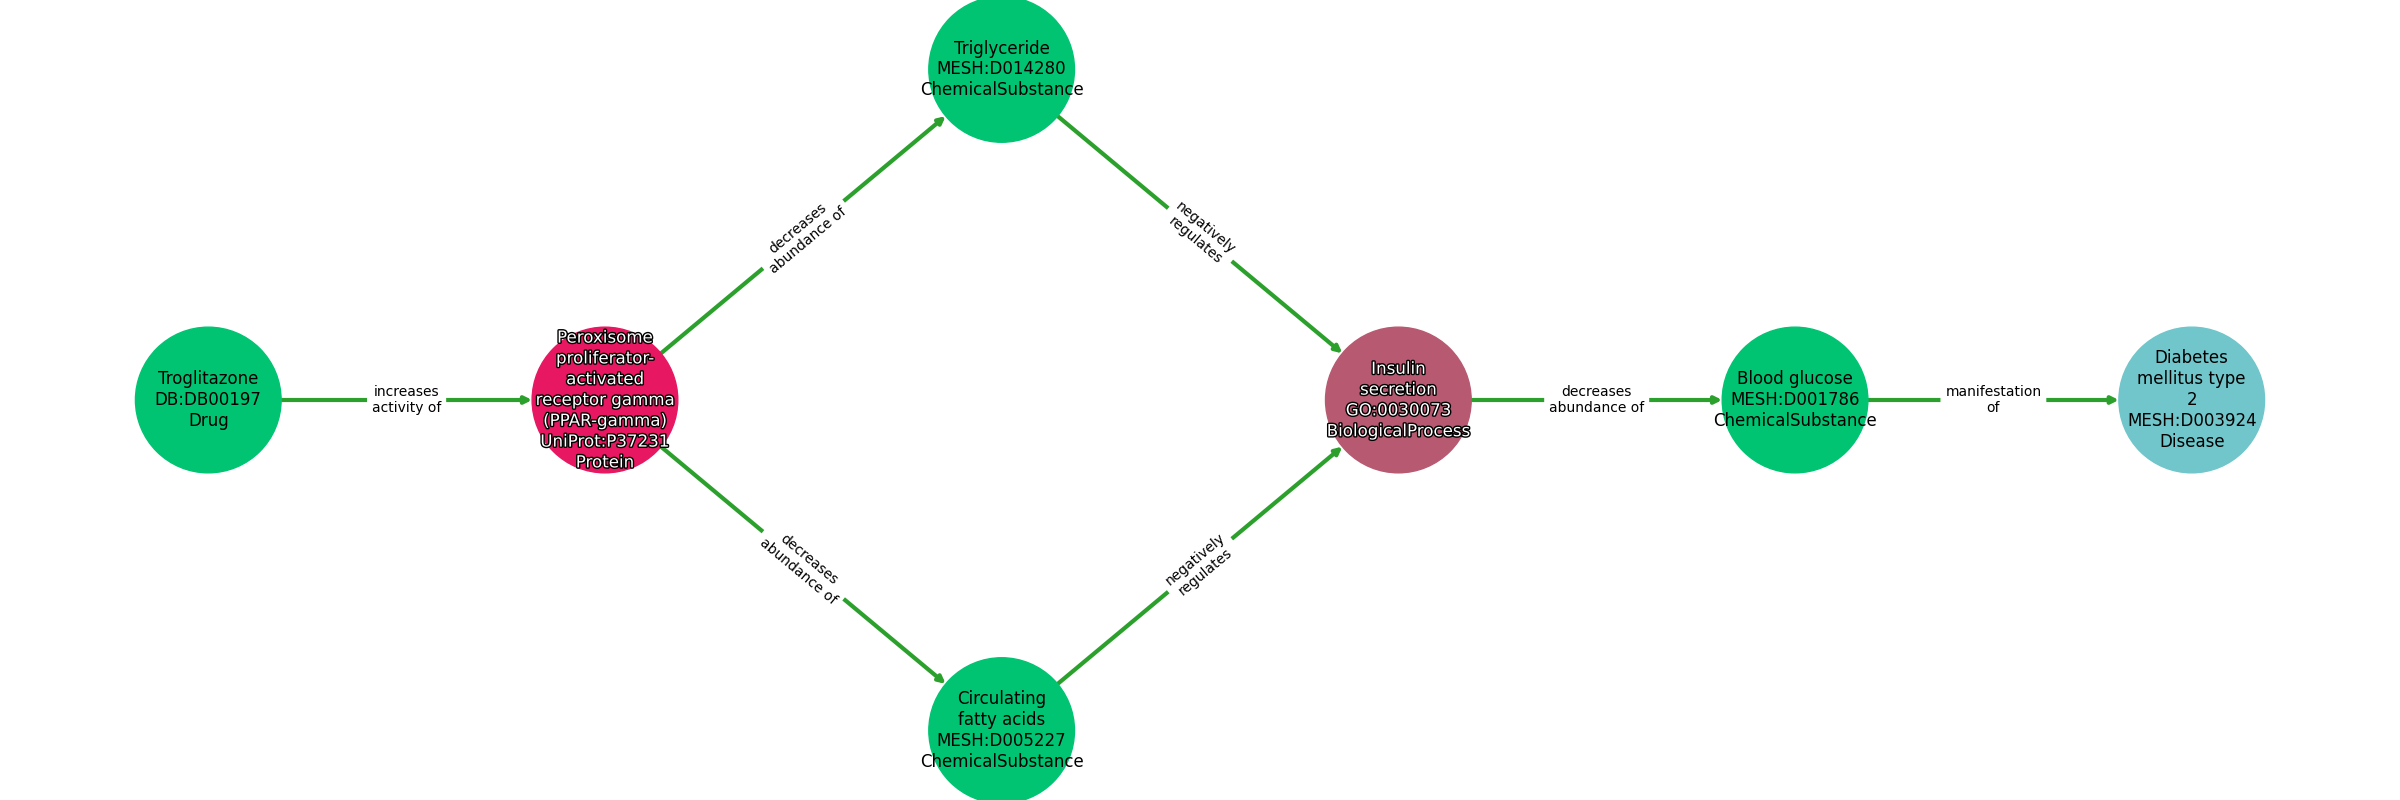 Triglyceride
MESH:D014280
ChemicalSubstance
decreases
abundance of
negatively
regulates
Troglitazone
DB:DB00197
Drug
increases
activity of
Peroxisome
proliferator-
activated
receptor gamma
(PPAR-gamma)
UniProt:P37231
Protein
Insulin
secretion
GO:0030073
BiologicalProcess
decreases
abundance of
Blood glucose
MESH:D001786
ChemicalSubstance
manifestation
of
Diabetes
mellitus type
2
MESH:D003924
Disease
decreases
abundance of
negatively
regulates
Circulating
fatty acids
MESH:D005227
ChemicalSubstance